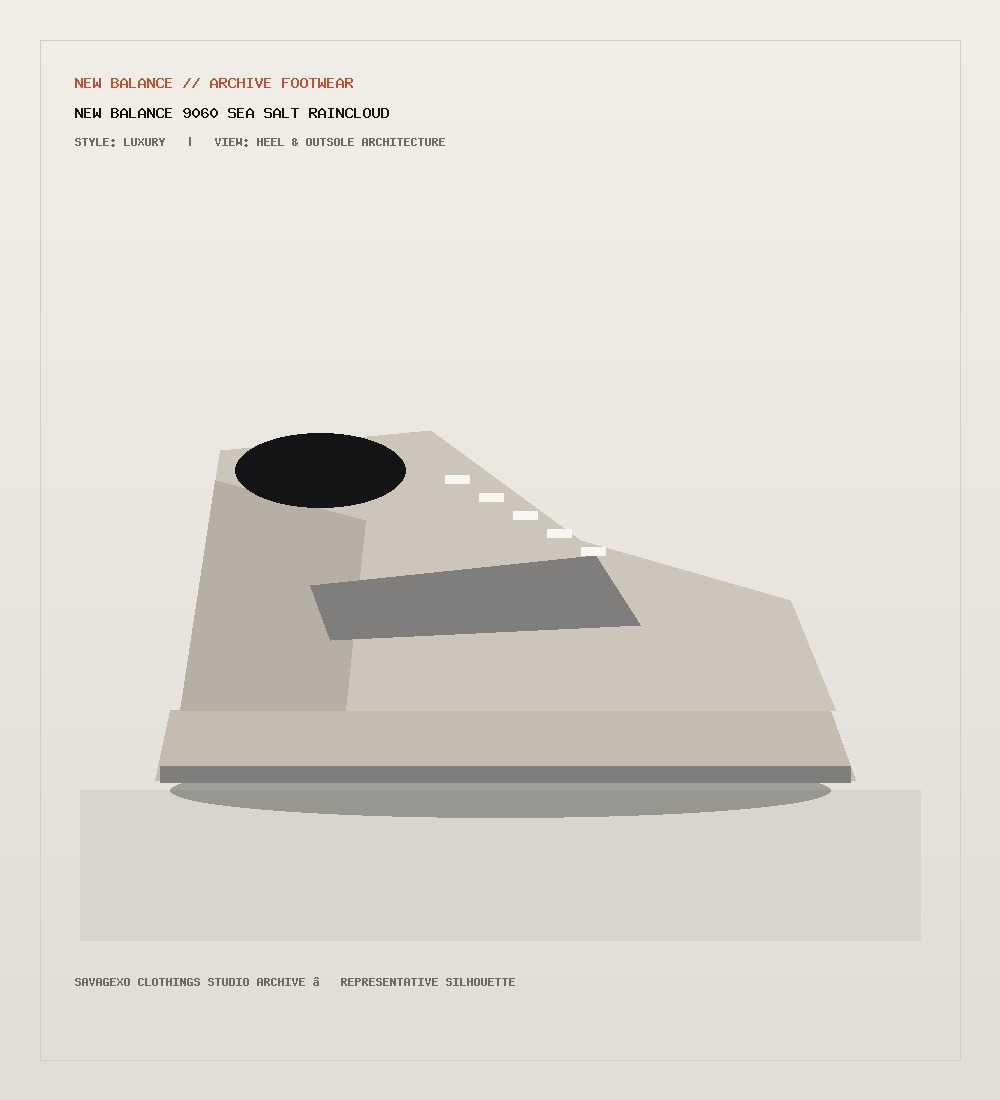 NEW BALANCE // ARCHIVE FOOTWEAR
NEW BALANCE 9060 SEA SALT RAINCLOUD
STYLE: LUXURY | VIEW: HEEL & OUTSOLE ARCHITECTURE
SAVAGEXO CLOTHINGS STUDIO ARCHIVE â REPRESENTATIVE SILHOUETTE